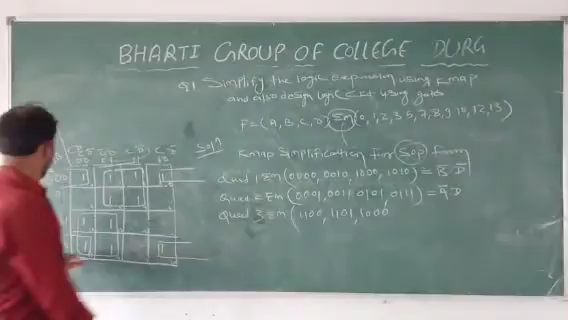 BHARTI GROUP OF COLLEGE DURG
Q1 Simplify the logic expression using kmap
and also design logic ckt using gats
F=(A,B,C,D) Σm(0,1,2,3,5,7,8,9,10,12,13)
Solⁿ Kmap Simplification for Sop from
Quad 1 Σm(0000, 0010, 1000, 1010) = B̅ D̅
Quad 2 Σm(0001, 0011, 0101, 0111) = A̅ D
Quad 3 Σm(1100, 1101, 1000